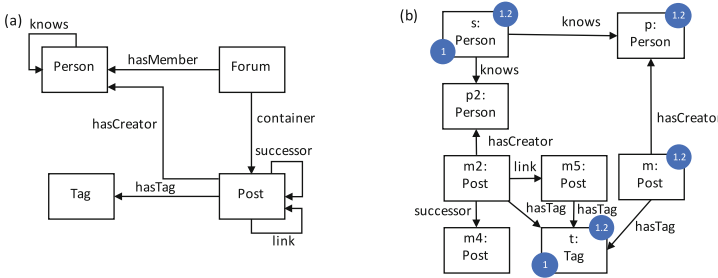 (a)
knows
Person
hasMember
Forum
hasCreator
container
successor
Tag
hasTag
Post
link
(b)
1.2
s:
Person
1
knows
1.2
p:
Person
knows
p2:
Person
hasCreator
hasCreator
m2:
Post
link
m5:
Post
1.2
m:
Post
successor
hasTag
hasTag
hasTag
m4:
Post
1.2
t:
Tag
1